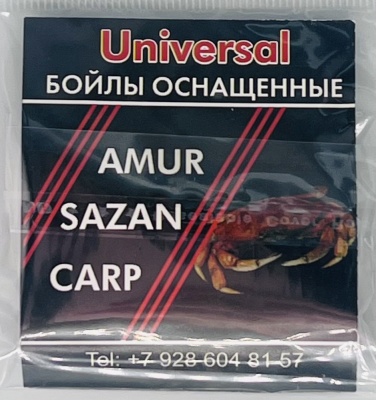 Universal
БОЙЛЫ ОСНАЩЕННЫЕ
AMUR
SAZAN
CARP
Tel: +7 928 604 81 57